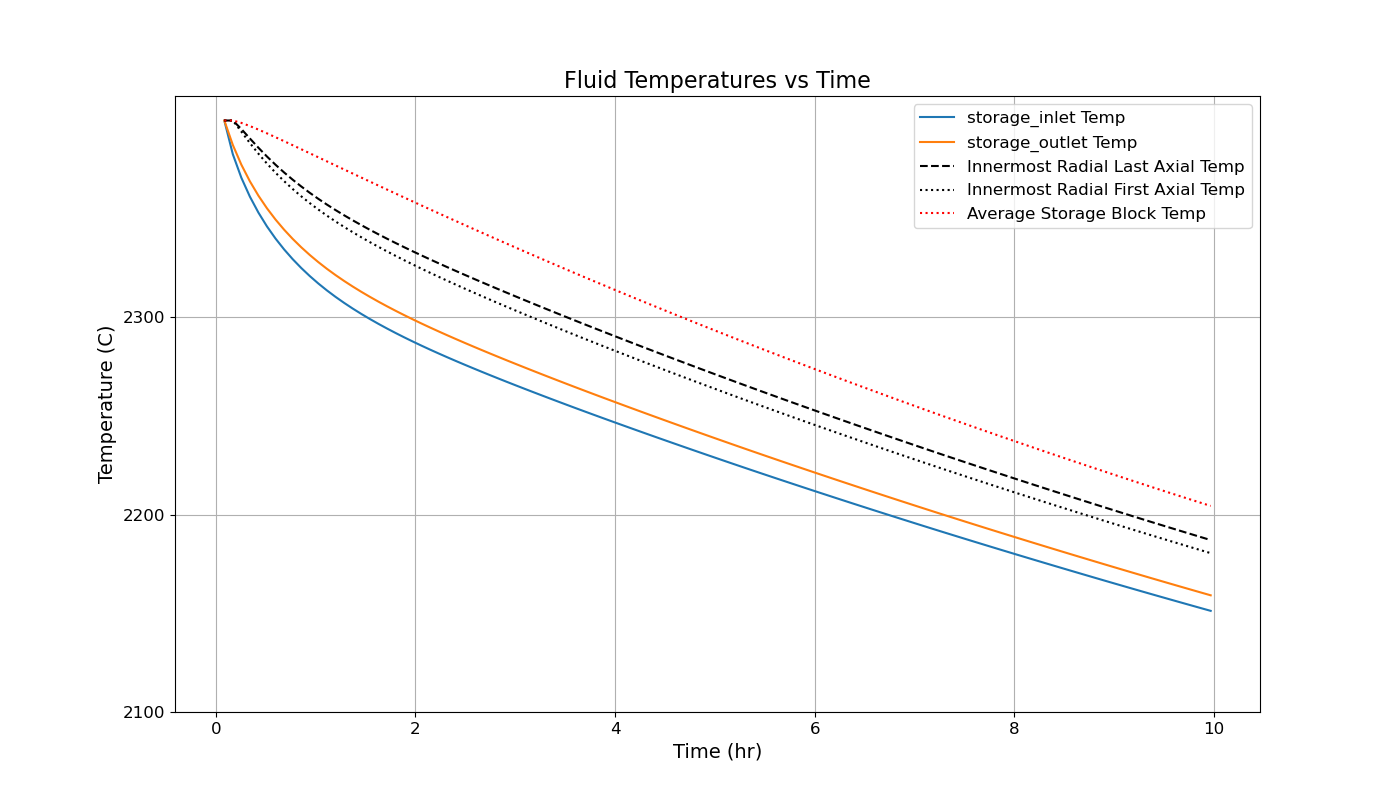 Fluid Temperatures vs Time
storage_inlet Temp
storage_outlet Temp
Innermost Radial Last Axial Temp
Innermost Radial First Axial Temp
Average Storage Block Temp
Temperature (C)
2300
2200
2100
0 2 4 6 8 10
Time (hr)